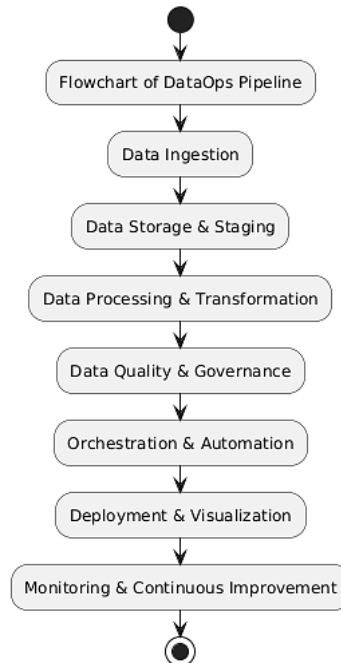 Flowchart of DataOps Pipeline
Data Ingestion
Data Storage & Staging
Data Processing & Transformation
Data Quality & Governance
Orchestration & Automation
Deployment & Visualization
Monitoring & Continuous Improvement